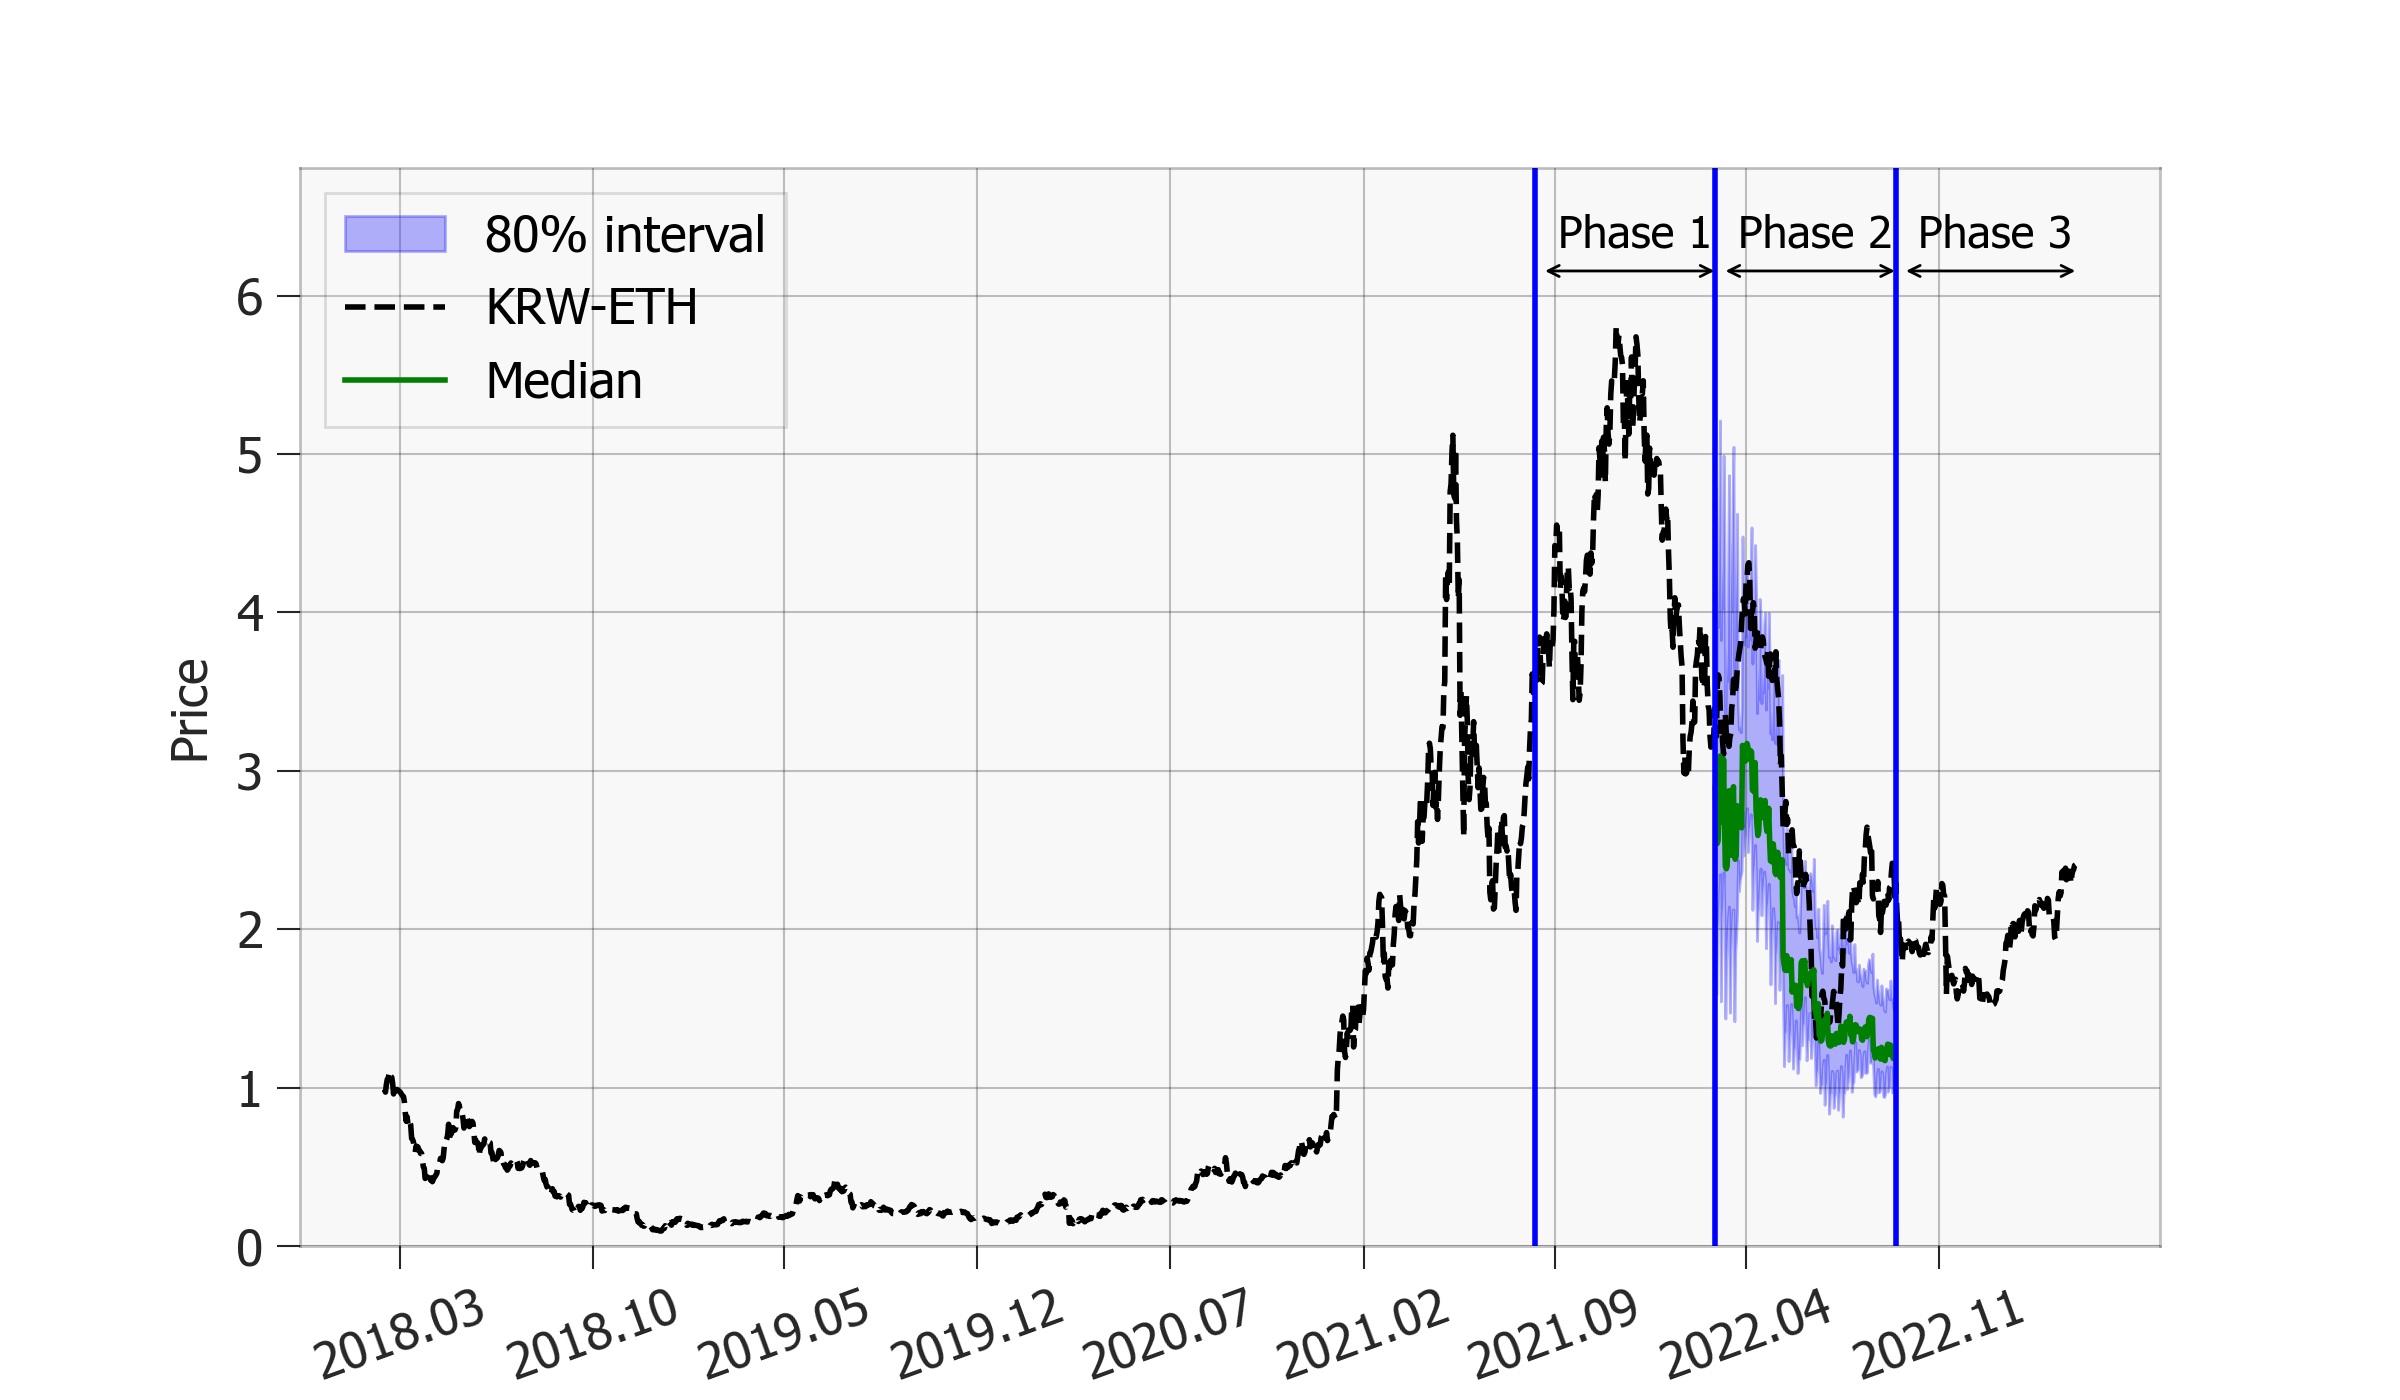 80% interval
KRW-ETH
Median
Phase 1
Phase 2
Phase 3
Price
6
5
4
3
2
1
0
2018.03
2018.10
2019.05
2019.12
2020.07
2021.02
2021.09
2022.04
2022.11